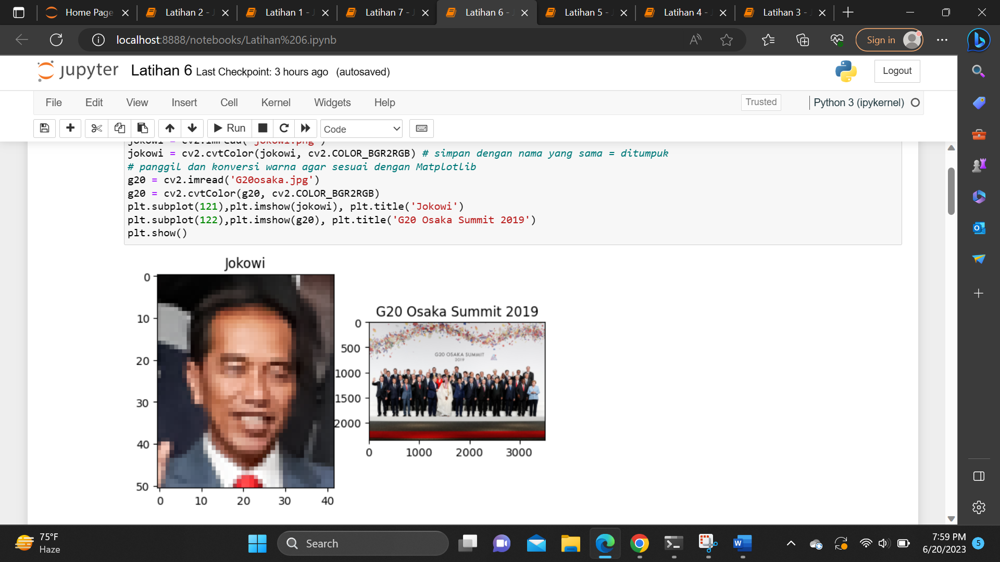 Home Page
Latihan 2 - J
Latihan 1 - J
Latihan 7 - J
Latihan 6 - J
Latihan 5 - J
Latihan 4 - J
Latihan 3 - J
localhost:8888/notebooks/Latihan%206.ipynb
Sign in
jupyter Latihan 6 Last Checkpoint: 3 hours ago (autosaved)
Logout
File Edit View Insert Cell Kernel Widgets Help
Trusted
Python 3 (ipykernel)
Run
Code
jokowi = cv2.imread('jokowi.png')
jokowi = cv2.cvtColor(jokowi, cv2.COLOR_BGR2RGB) # simpan dengan nama yang sama = ditumpuk
# panggil dan konversi warna agar sesuai dengan Matplotlib
g20 = cv2.imread('G20osaka.jpg')
g20 = cv2.cvtColor(g20, cv2.COLOR_BGR2RGB)
plt.subplot(121),plt.imshow(jokowi), plt.title('Jokowi')
plt.subplot(122),plt.imshow(g20), plt.title('G20 Osaka Summit 2019')
plt.show()
Jokowi
0
10
20
30
40
50
0 10 20 30 40
G20 Osaka Summit 2019
0
500
1000
1500
2000
0 1000 2000 3000
G20 OSAKA SUMMIT
2019
75°F
Haze
Search
7:59 PM
6/20/2023
5